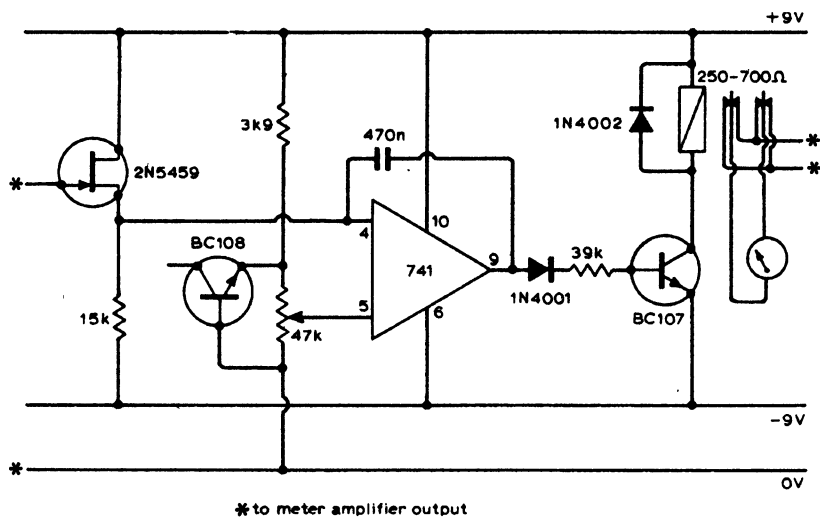 +9V
250-700Ω
3k9
1N4002
470n
*
2N5459
*
*
10
4
BC108
741
9
39k
1N4001
15k
5
6
47k
BC107
-9V
*
0V
* to meter amplifier output